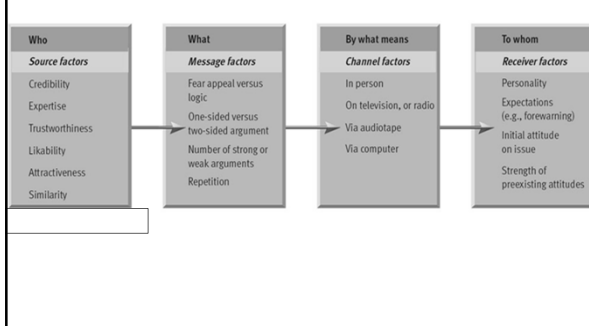 Who
Source factors
Credibility
Expertise
Trustworthiness
Likability
Attractiveness
Similarity
What
Message factors
Fear appeal versus
logic
One-sided versus
two-sided argument
Number of strong or
weak arguments
Repetition
By what means
Channel factors
In person
On television, or radio
Via audiotape
Via computer
To whom
Receiver factors
Personality
Expectations
(e.g., forewarning)
Initial attitude
on issue
Strength of
preexisting attitudes